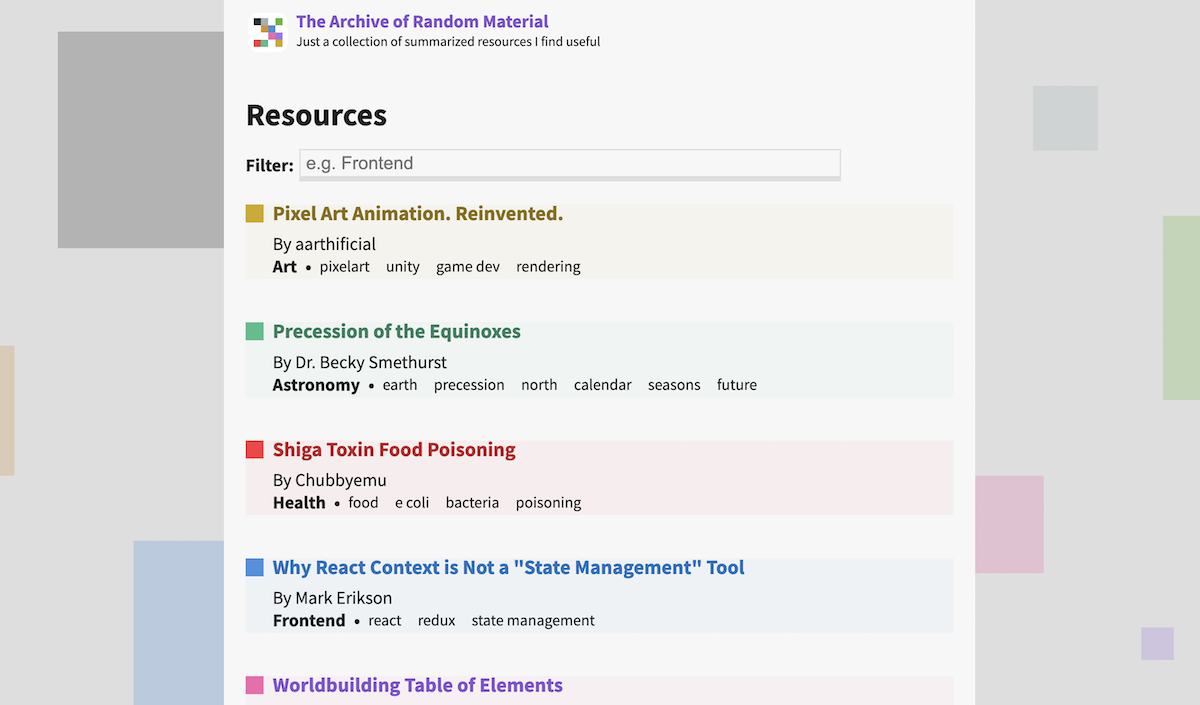 The Archive of Random Material
Just a collection of summarized resources I find useful
Resources
Filter: e.g. Frontend
Pixel Art Animation. Reinvented.
By aarthificial
Art • pixelart unity game dev rendering
Precession of the Equinoxes
By Dr. Becky Smethurst
Astronomy • earth precession north calendar seasons future
Shiga Toxin Food Poisoning
By Chubbyemu
Health • food e coli bacteria poisoning
Why React Context is Not a "State Management" Tool
By Mark Erikson
Frontend • react redux state management
Worldbuilding Table of Elements